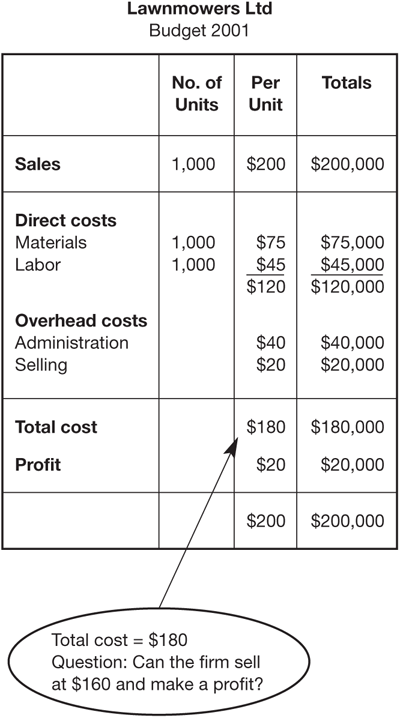 Lawnmowers Ltd
Budget 2001
No. of Units Per Unit Totals
Sales 1,000 $200 $200,000
Direct costs
Materials 1,000 $75 $75,000
Labor 1,000 $45 $45,000
$120 $120,000
Overhead costs
Administration $40 $40,000
Selling $20 $20,000
Total cost $180 $180,000
Profit $20 $20,000
$200 $200,000
Total cost = $180
Question: Can the firm sell
at $160 and make a profit?